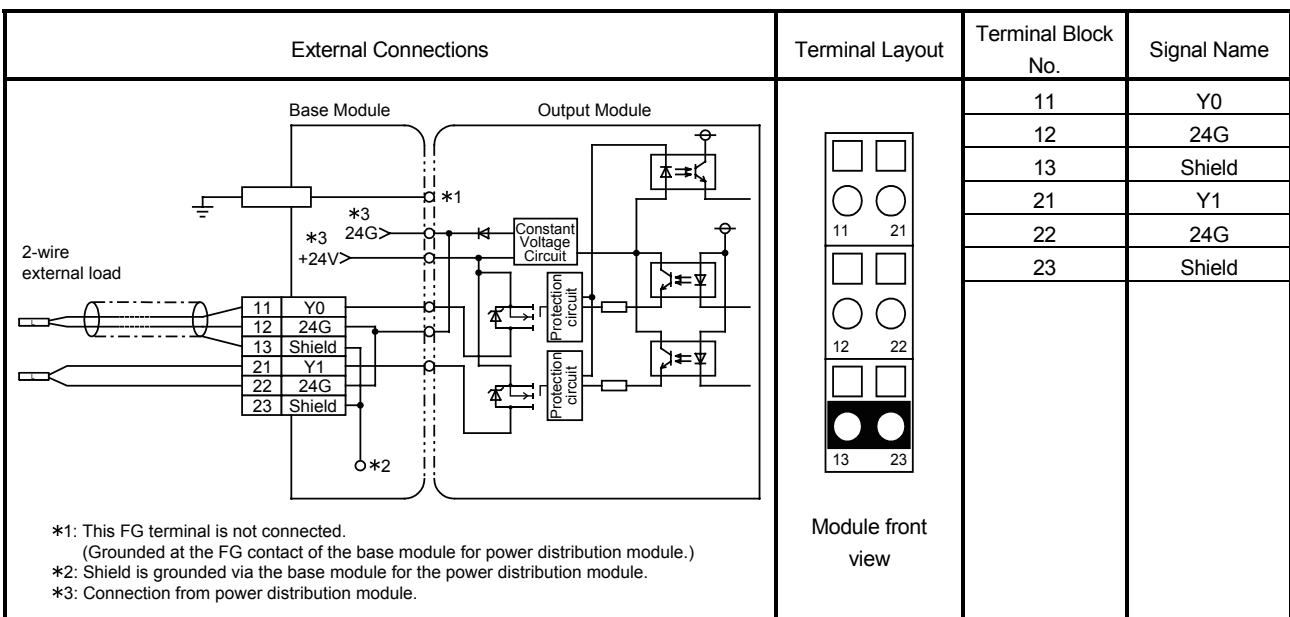 External Connections
Terminal Layout
Terminal Block
No.
Signal Name
Base Module
Output Module
∗1
∗3
24G
∗3
+24V
Constant
Voltage
Circuit
2-wire
external load
Protection
circuit
11 Y0
12 24G
13 Shield
21 Y1
22 24G
23 Shield
Protection
circuit
∗2
∗1: This FG terminal is not connected.
(Grounded at the FG contact of the base module for power distribution module.)
∗2: Shield is grounded via the base module for the power distribution module.
∗3: Connection from power distribution module.
11 21
12 22
13 23
Module front
view
11 Y0
12 24G
13 Shield
21 Y1
22 24G
23 Shield